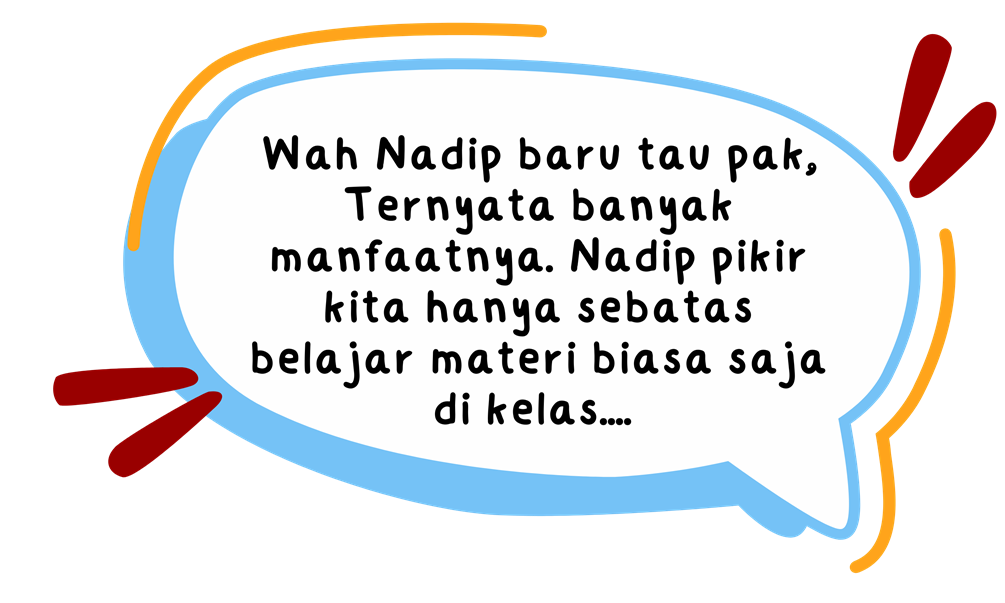 Wah Nadip baru tau pak,
Ternyata banyak
manfaatnya. Nadip pikir
kita hanya sebatas
belajar materi biasa saja
di kelas....